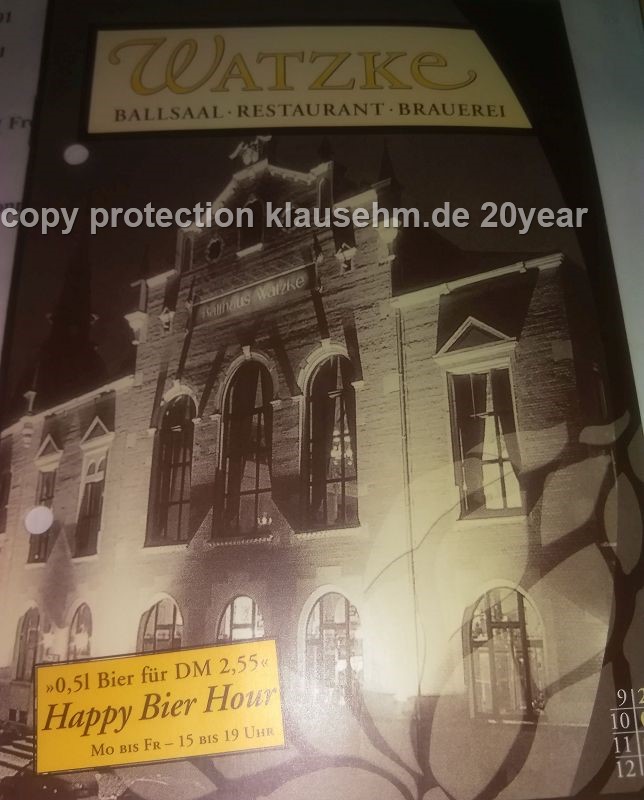 WATZKE
BALLSAAL · RESTAURANT · BRAUEREI
copy protection klausehm.de 20year
Ballhaus Watzke
»0,5l Bier für DM 2,55«
Happy Bier Hour
MO BIS FR – 15 BIS 19 UHR
9
10
11
12